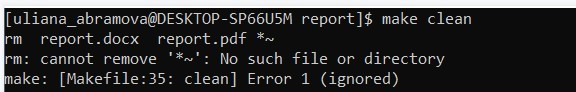 [uliana_abramova@DESKTOP-SP66U5M report]$ make clean
rm  report.docx  report.pdf *~
rm: cannot remove '*~': No such file or directory
make: [Makefile:35: clean] Error 1 (ignored)